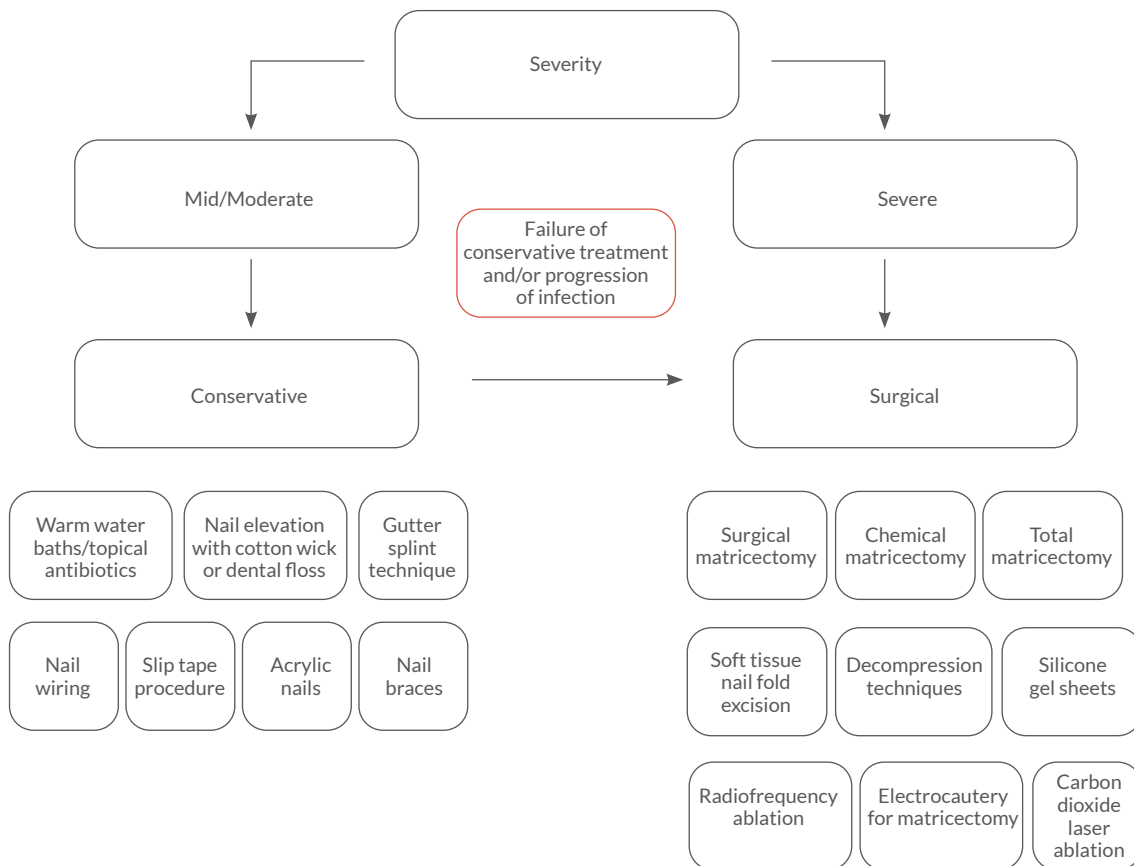 Severity
Mid/Moderate
Severe
Failure of
conservative treatment
and/or progression
of infection
Conservative
Surgical
Warm water
baths/topical
antibiotics
Nail elevation
with cotton wick
or dental floss
Gutter
splint
technique
Surgical
matricectomy
Chemical
matricectomy
Total
matricectomy
Nail
wiring
Slip tape
procedure
Acrylic
nails
Nail
braces
Soft tissue
nail fold
excision
Decompression
techniques
Silicone
gel sheets
Radiofrequency
ablation
Electrocautery
for matricectomy
Carbon
dioxide
laser
ablation